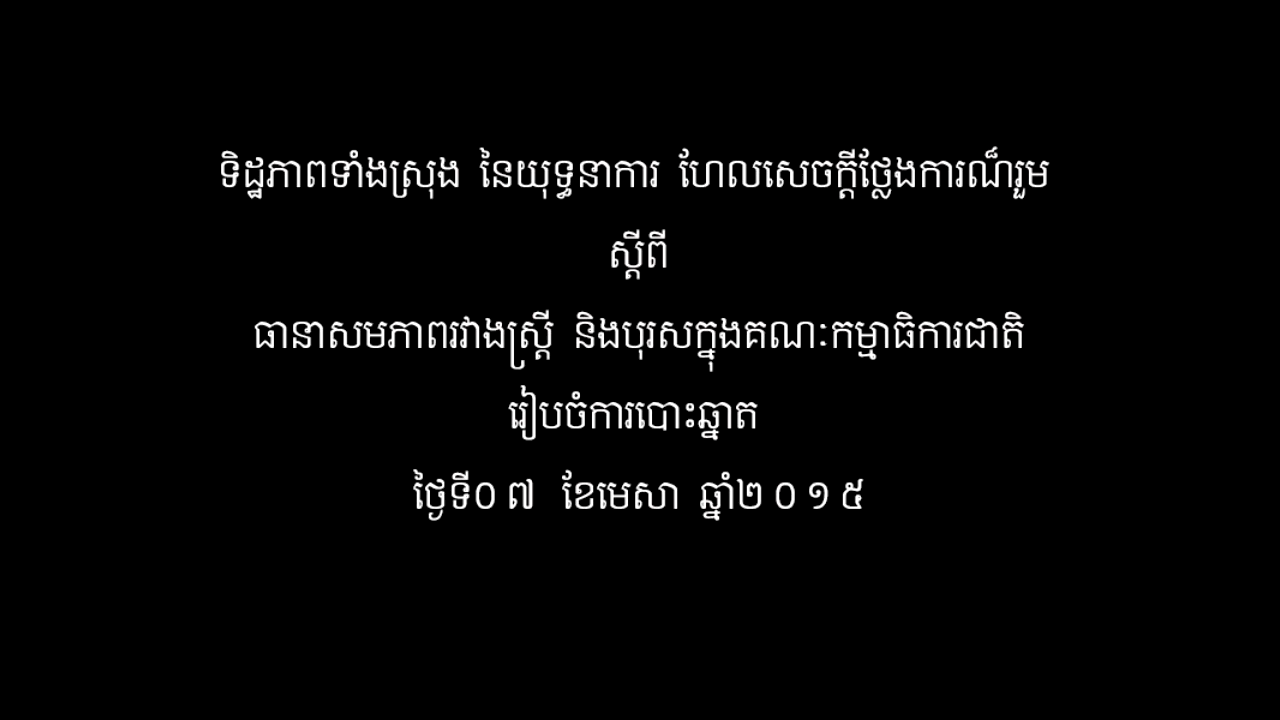 ទិដ្ឋភាពទាំងស្រុង នៃយុទ្ធនាការ ហែលសេចក្តីថ្លែងការណ៏រួម
ស្តីពី
ធានាសមភាពរវាងស្ត្រី និងបុរសក្នុងគណៈកម្មាធិការជាតិ
រៀបចំការបោះឆ្នោត
ថ្ងៃទី០៧ ខែមេសា ឆ្នាំ២០១៥